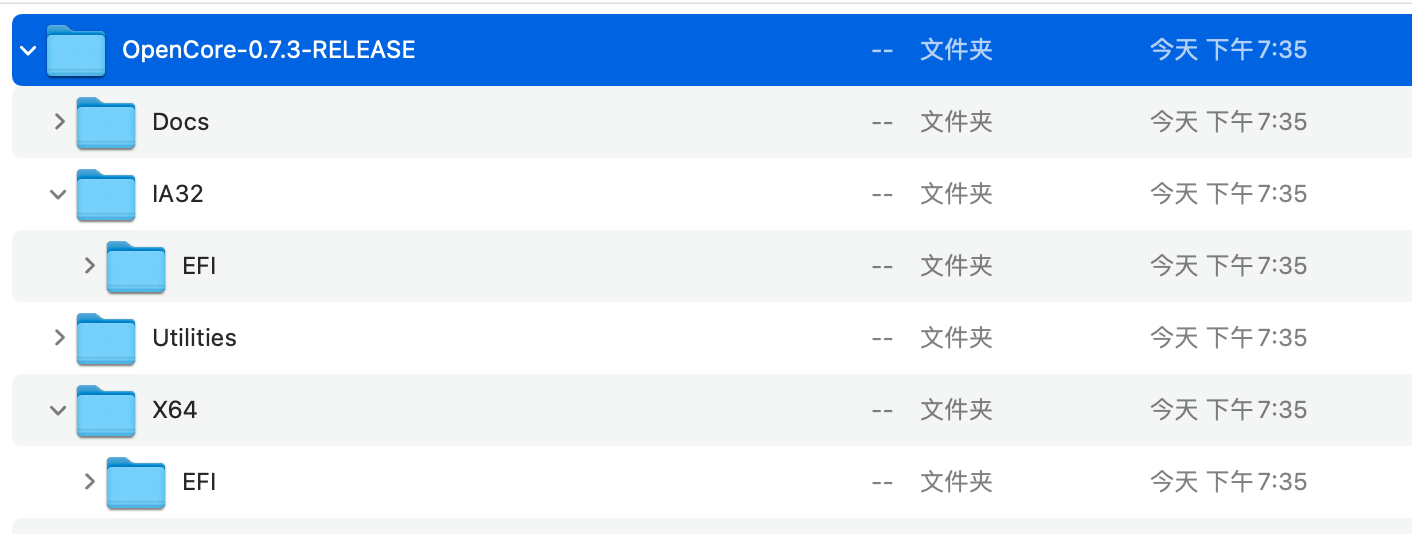 OpenCore-0.7.3-RELEASE -- 文件夹 今天 下午7:35
Docs -- 文件夹 今天 下午7:35
IA32 -- 文件夹 今天 下午7:35
EFI -- 文件夹 今天 下午7:35
Utilities -- 文件夹 今天 下午7:35
X64 -- 文件夹 今天 下午7:35
EFI -- 文件夹 今天 下午7:35